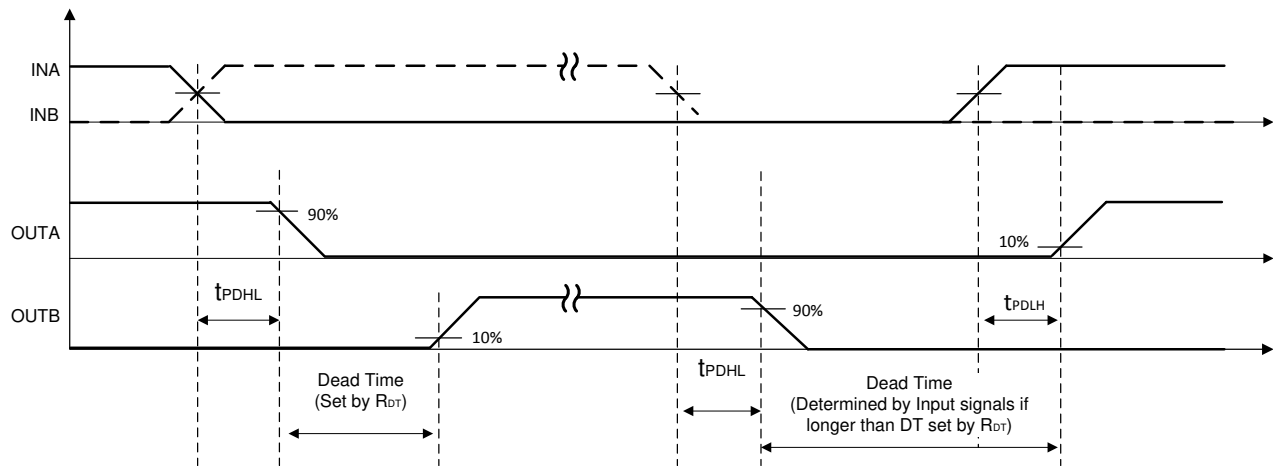 INA
INB
OUTA
90%
10%
tPDHL
tPDLH
OUTB
10%
90%
tPDHL
Dead Time
(Set by RDT)
Dead Time
(Determined by Input signals if
longer than DT set by RDT)